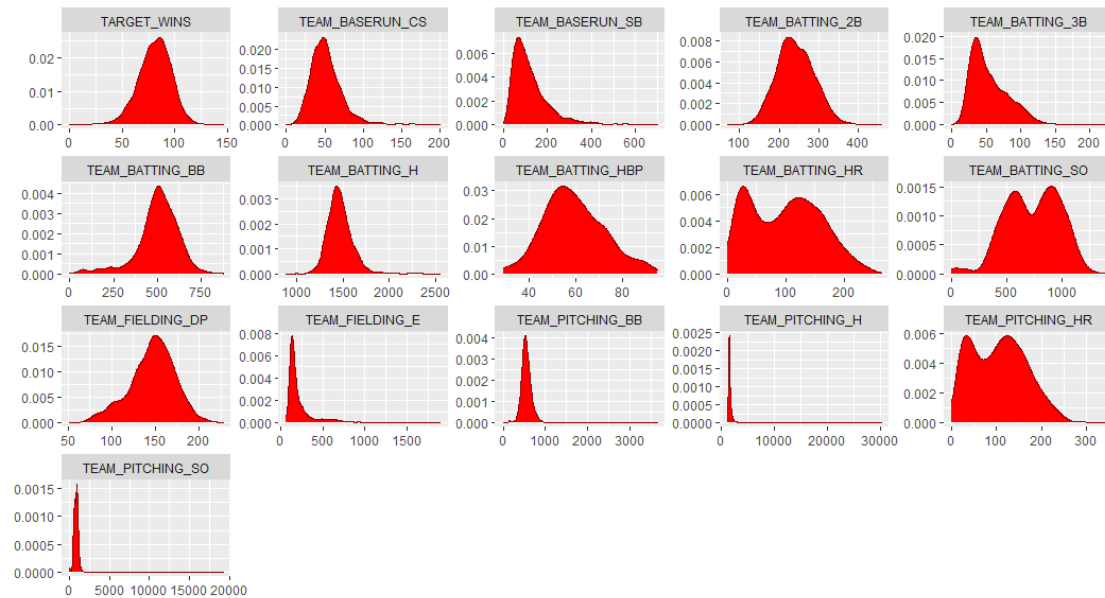 TARGET_WINS TEAM_BASERUN_CS TEAM_BASERUN_SB TEAM_BATTING_2B TEAM_BATTING_3B
0.02 0.020 0.006 0.008 0.020
0.01 0.015 0.004 0.006 0.015
0.00 0.010 0.002 0.004 0.010
0.005 0.000 0.002 0.005
0.000 0.000 0.000
0 50 100 150 0 50 100 150 200 0 200 400 600 100 200 300 400 0 50 100 150 200
TEAM_BATTING_BB TEAM_BATTING_H TEAM_BATTING_HBP TEAM_BATTING_HR TEAM_BATTING_SO
0.004 0.003 0.03 0.006 0.0015
0.003 0.002 0.02 0.004 0.0010
0.002 0.001 0.01 0.002 0.0005
0.001 0.000 0.00 0.000 0.0000
0.000
0 250 500 750 1000 1500 2000 2500 40 60 80 0 100 200 0 500 1000
TEAM_FIELDING_DP TEAM_FIELDING_E TEAM_PITCHING_BB TEAM_PITCHING_H TEAM_PITCHING_HR
0.015 0.008 0.004 0.0025 0.006
0.010 0.006 0.003 0.0020 0.004
0.005 0.004 0.002 0.0015 0.002
0.000 0.002 0.001 0.0010 0.000
0.000 0.000 0.0005
0.0000
50 100 150 200 0 500 1000 1500 0 1000 2000 3000 0 10000 20000 30000 0 100 200 300
TEAM_PITCHING_SO
0.0015
0.0010
0.0005
0.0000
0 5000 10000 15000 20000